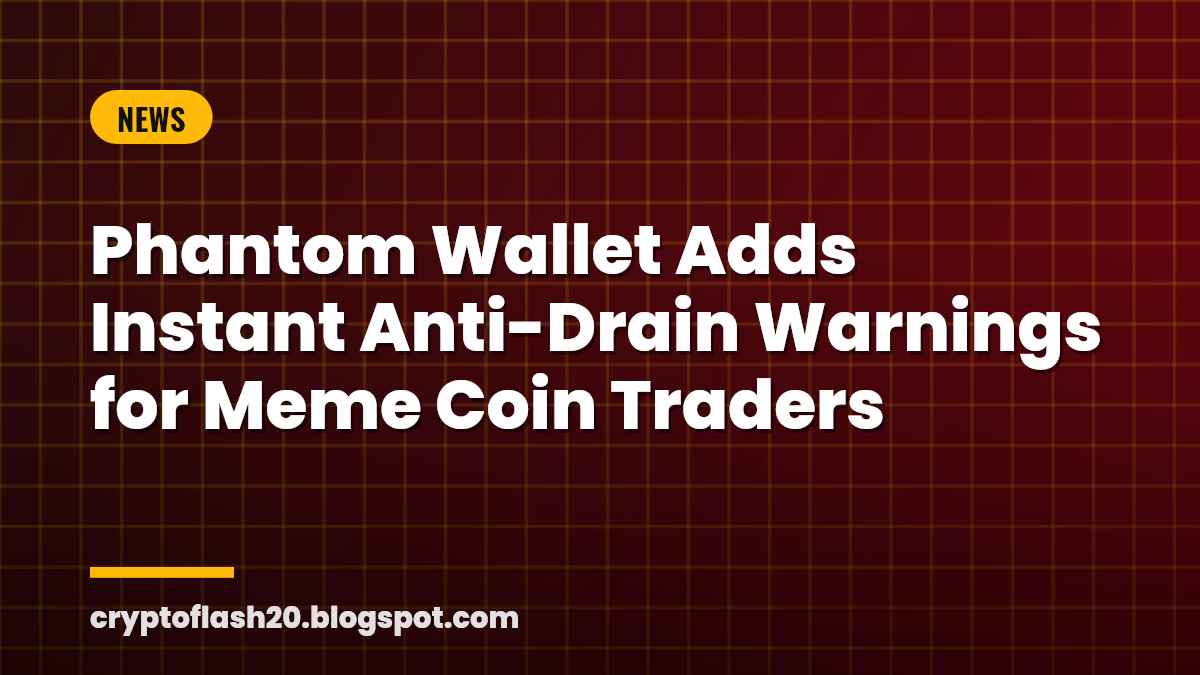 NEWS
Phantom Wallet Adds
Instant Anti-Drain Warnings
for Meme Coin Traders
cryptoflash20.blogspot.com